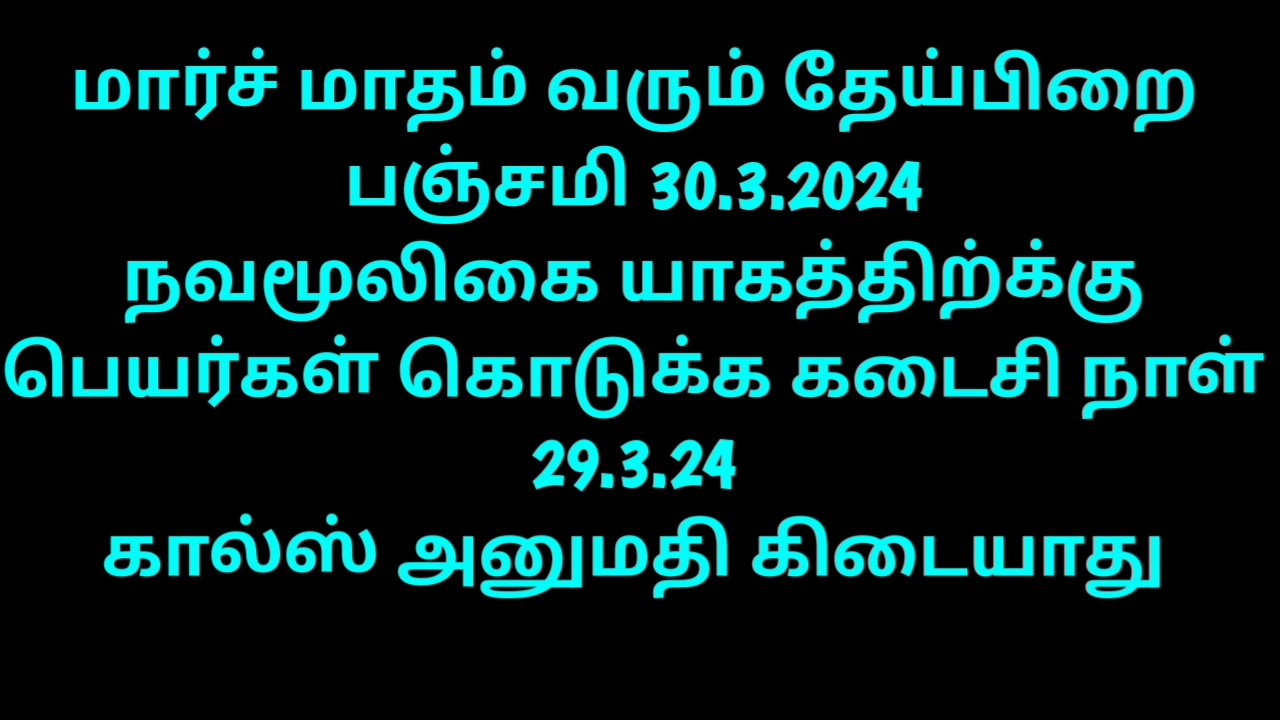 மார்ச் மாதம் வரும் தேய்பிறை
பஞ்சமி 30.3.2024
நவமூலிகை யாகத்திற்க்கு
பெயர்கள் கொடுக்க கடைசி நாள்
29.3.24
கால்ஸ் அனுமதி கிடையாது